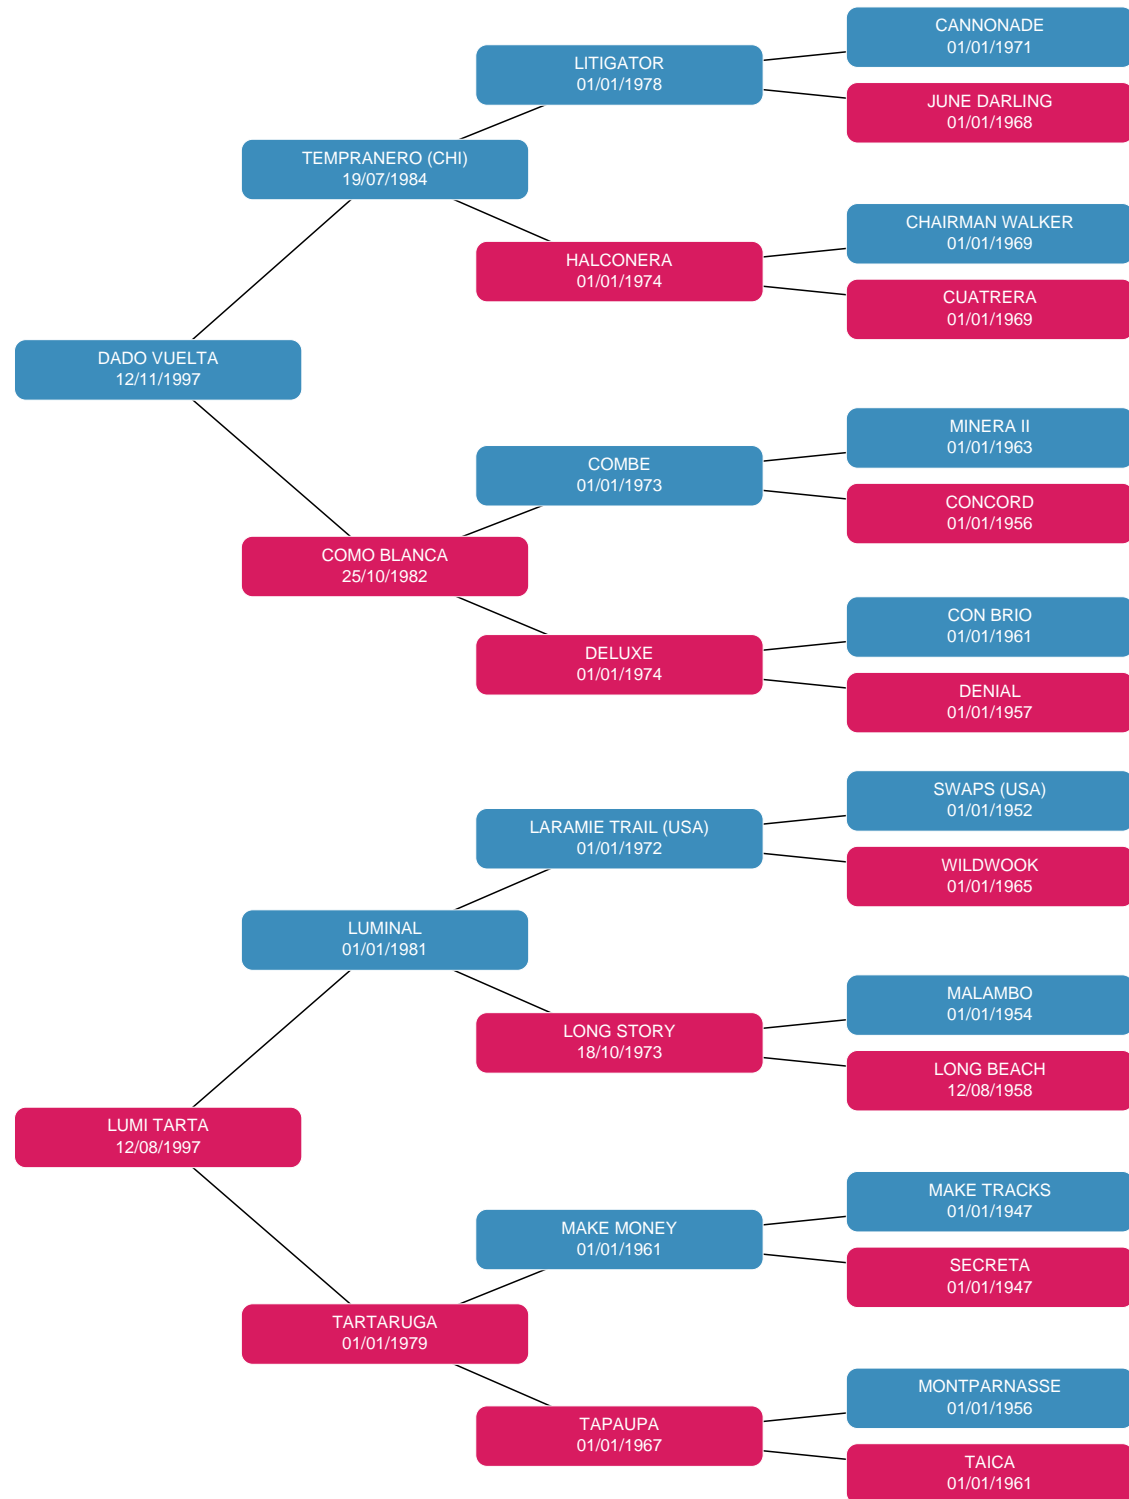 CANNONADE
01/01/1971
LITIGATOR
01/01/1978
JUNE DARLING
01/01/1968
TEMPRANERO (CHI)
19/07/1984
CHAIRMAN WALKER
01/01/1969
HALCONERA
01/01/1974
CUATRERA
01/01/1969
DADO VUELTA
12/11/1997
MINERA II
01/01/1963
COMBE
01/01/1973
CONCORD
01/01/1956
COMO BLANCA
25/10/1982
CON BRIO
01/01/1961
DELUXE
01/01/1974
DENIAL
01/01/1957
SWAPS (USA)
01/01/1952
LARAMIE TRAIL (USA)
01/01/1972
WILDWOOK
01/01/1965
LUMINAL
01/01/1981
MALAMBO
01/01/1954
LONG STORY
18/10/1973
LONG BEACH
12/08/1958
LUMI TARTA
12/08/1997
MAKE TRACKS
01/01/1947
MAKE MONEY
01/01/1961
SECRETA
01/01/1947
TARTARUGA
01/01/1979
MONTPARNASSE
01/01/1956
TAPAUPA
01/01/1967
TAICA
01/01/1961